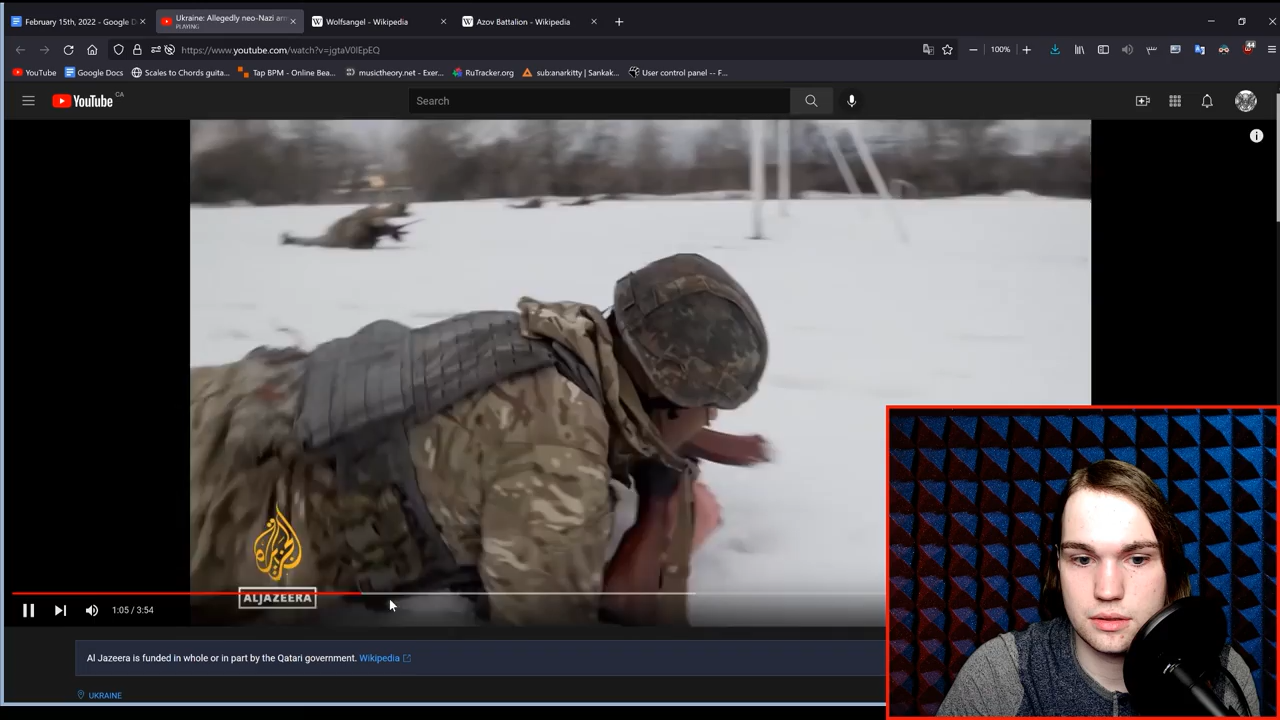 February 15th, 2022 - Google D
Ukraine: Allegedly neo-Nazi arm
PLAYING
Wolfsangel - Wikipedia
Azov Battalion - Wikipedia
https://www.youtube.com/watch?v=jgtaV0lEpEQ
100%
44
YouTube
Google Docs
Scales to Chords guita...
Tap BPM - Online Bea...
musictheory.net - Exer...
RuTracker.org
sub:anarkitty | Sankak...
User control panel -- F...
YouTube CA
Search
الجزيرة
ALJAZEERA
1:05 / 3:54
Al Jazeera is funded in whole or in part by the Qatari government. Wikipedia
UKRAINE